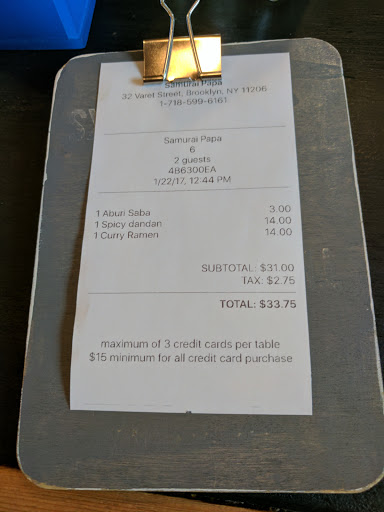 Samurai Papa
32 Varet Street, Brooklyn, NY 11206
1-718-599-6161
Samurai Papa
6
2 guests
4B6300EA
1/22/17, 12:44 PM
1 Aburi Saba 3.00
1 Spicy dandan 14.00
1 Curry Ramen 14.00
SUBTOTAL: $31.00
TAX: $2.75
TOTAL: $33.75
maximum of 3 credit cards per table
$15 minimum for all credit card purchase